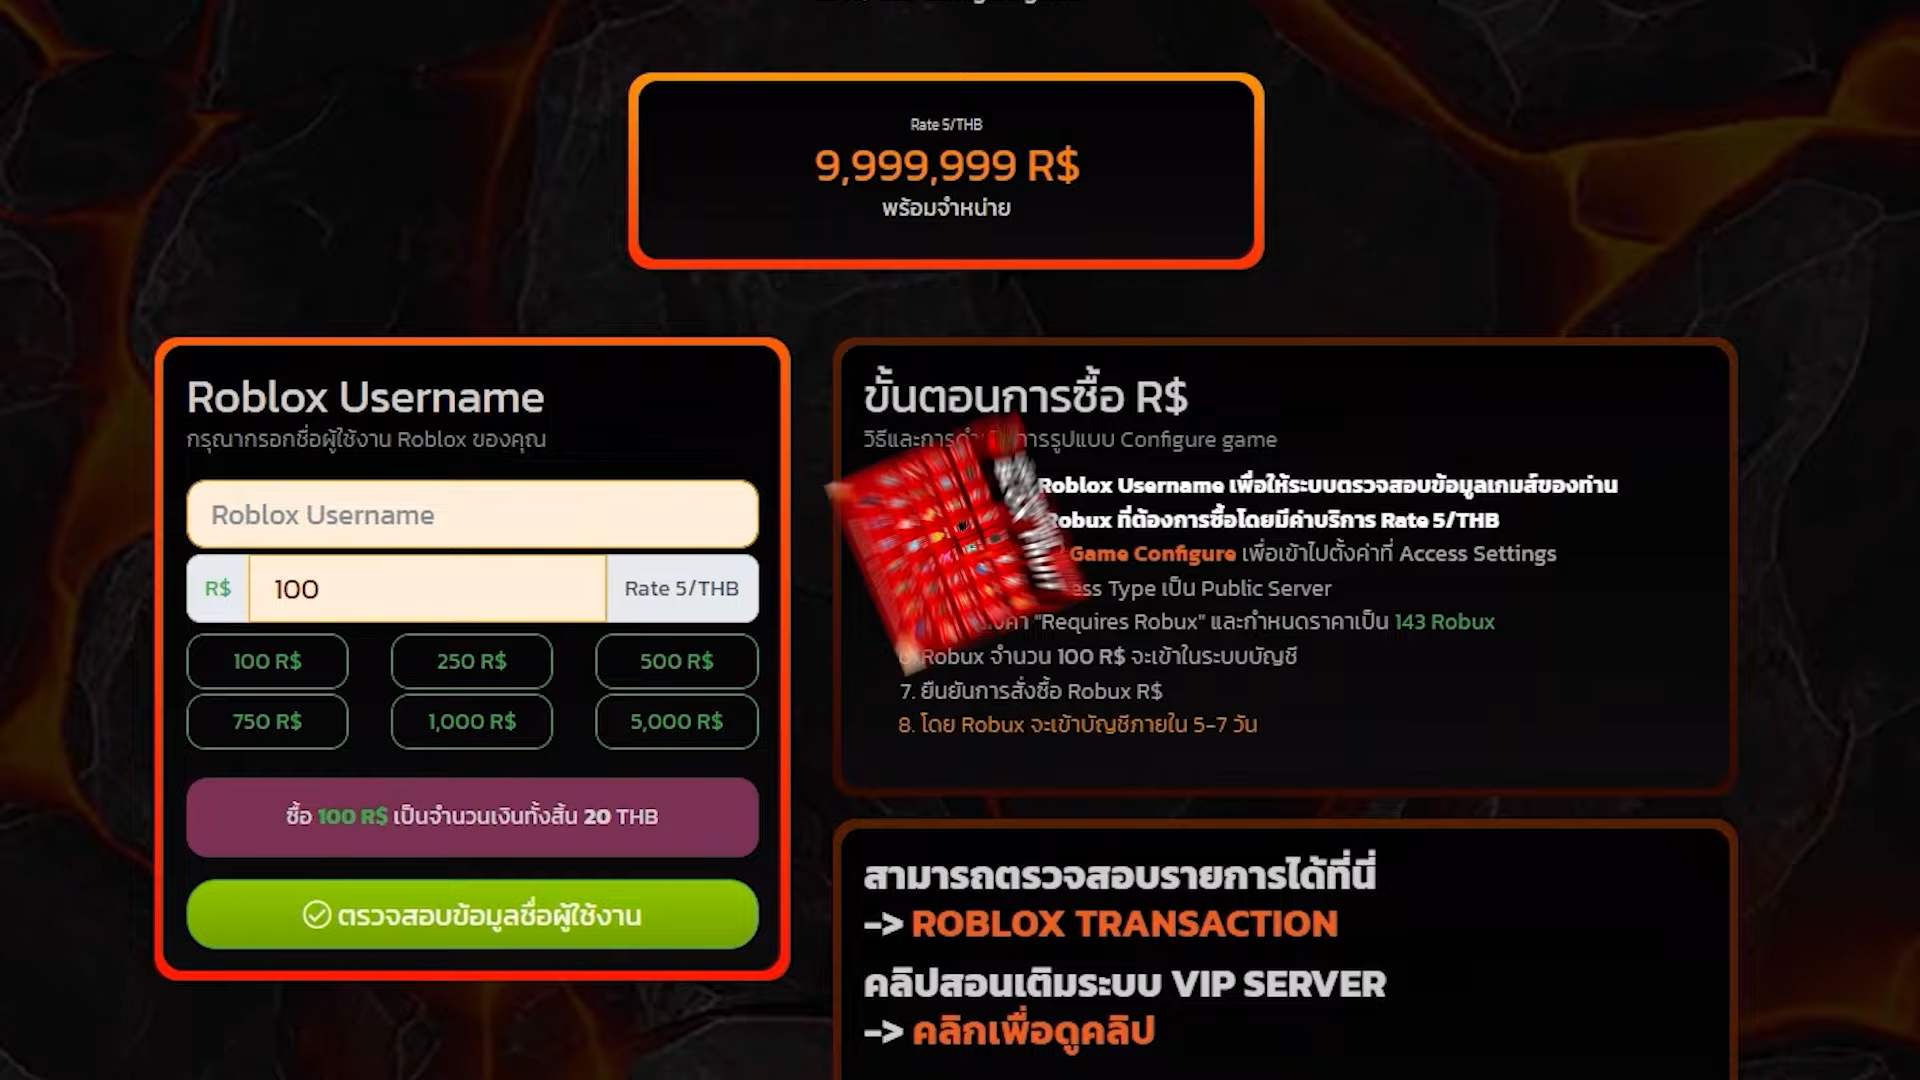 Rate 5/THB
9,999,999 R$
พร้อมจำหน่าย
Roblox Username
กรุณากรอกชื่อผู้ใช้งาน Roblox ของคุณ
Roblox Username
R$ 100 Rate 5/THB
100 R$ 250 R$ 500 R$
750 R$ 1,000 R$ 5,000 R$
ซื้อ 100 R$ เป็นจำนวนเงินทั้งสิ้น 20 THB
ตรวจสอบข้อมูลชื่อผู้ใช้งาน
ขั้นตอนการซื้อ R$
วิธีและการ การรูปแบบ Configure game
Roblox Username เพื่อให้ระบบตรวจสอบข้อมูลเกมส์ของท่าน
Robux ที่ต้องการซื้อโดยมีค่าบริการ Rate 5/THB
Game Configure เพื่อเข้าไปตั้งค่าที่ Access Settings
Type เป็น Public Server
"Requires Robux" และกำหนดราคาเป็น 143 Robux
Robux จำนวน 100 R$ จะเข้าในระบบบัญชี
7. ยืนยันการสั่งซื้อ Robux R$
8. โดย Robux จะเข้าบัญชีภายใน 5-7 วัน
สามารถตรวจสอบรายการได้ที่นี่
-> ROBLOX TRANSACTION
คลิปสอนเติมระบบ VIP SERVER
-> คลิกเพื่อดูคลิป